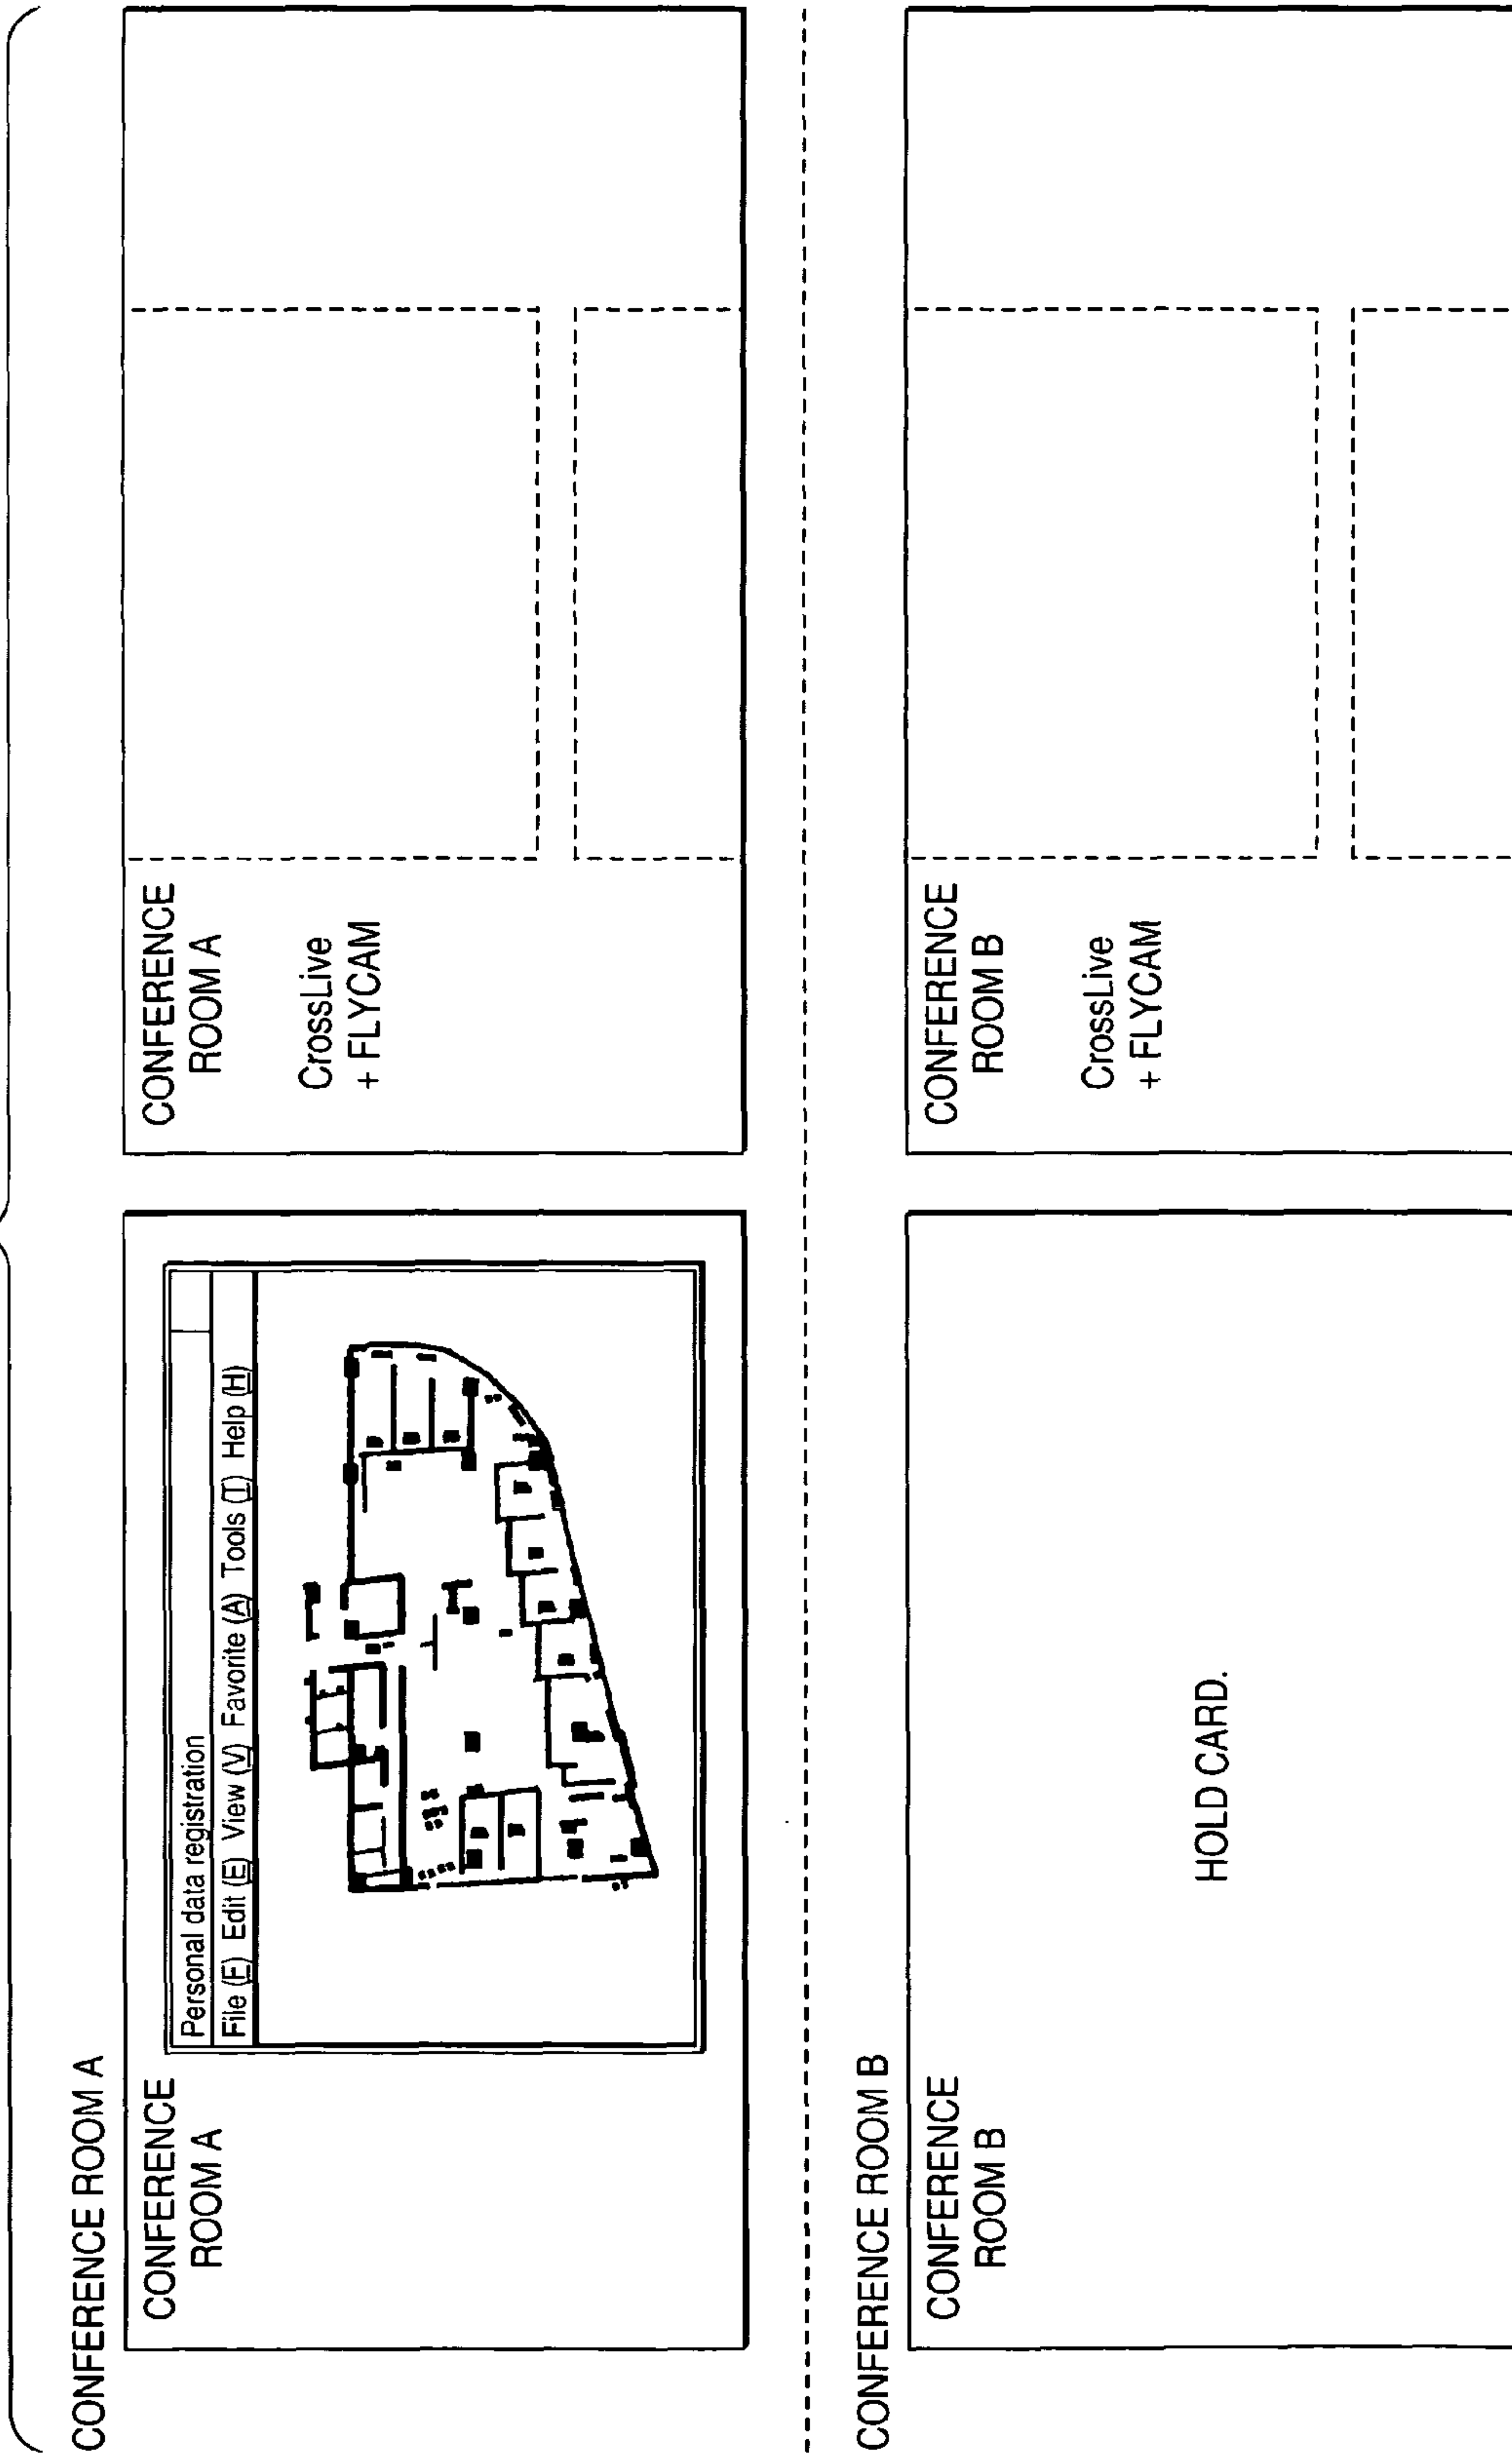 CONFERENCE ROOM A
CONFERENCE
ROOM A
Personal data registration
File (F) Edit (E) View (V) Favorite (A) Tools (T) Help (H)
CONFERENCE
ROOM A
CrossLive
+ FLYCAM
CONFERENCE ROOM B
CONFERENCE
ROOM B
HOLD CARD.
CONFERENCE
ROOM B
CrossLive
+ FLYCAM